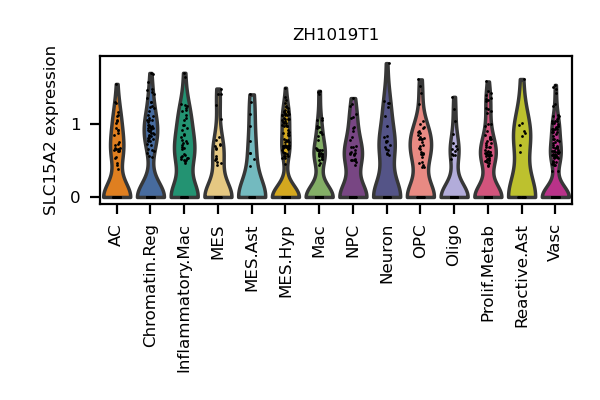 ZH1019T1
SLC15A2 expression
1
0
AC
Chromatin.Reg
Inflammatory.Mac
MES
MES.Ast
MES.Hyp
Mac
NPC
Neuron
OPC
Oligo
Prolif.Metab
Reactive.Ast
Vasc